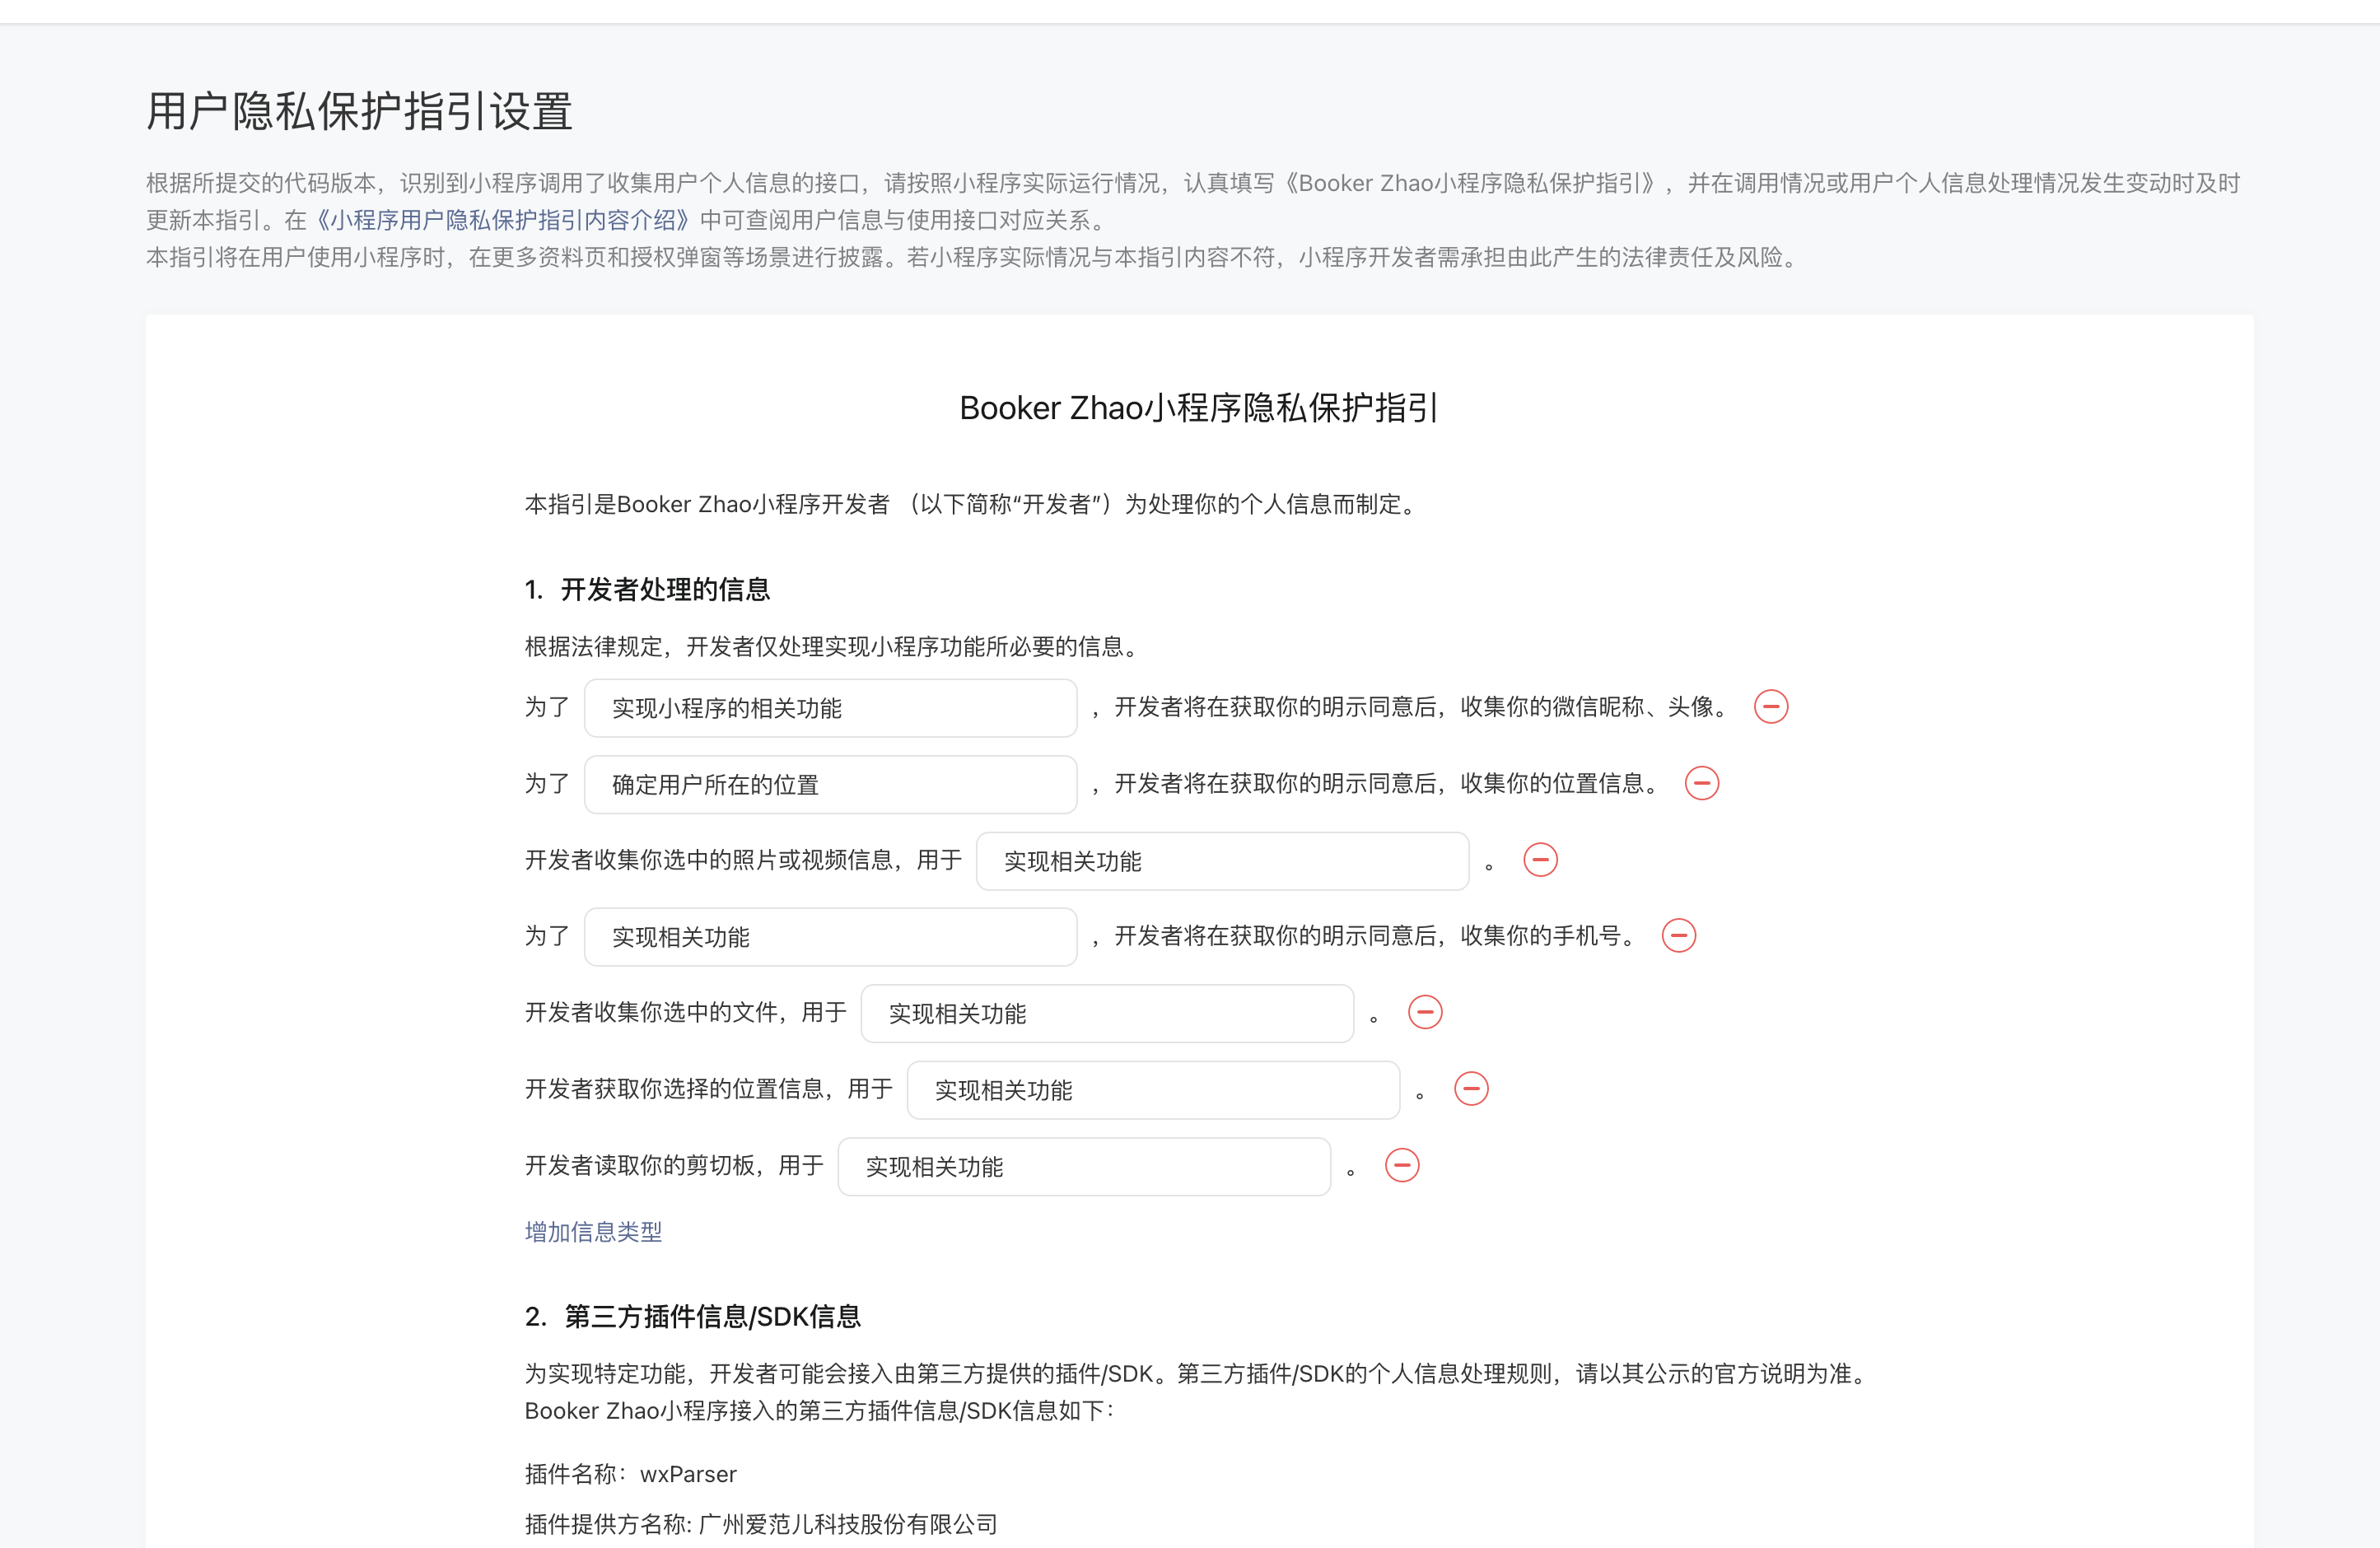 用户隐私保护指引设置
根据所提交的代码版本，识别到小程序调用了收集用户个人信息的接口，请按照小程序实际运行情况，认真填写《Booker Zhao小程序隐私保护指引》，并在调用情况或用户个人信息处理情况发生变动时及时
更新本指引。在《小程序用户隐私保护指引内容介绍》中可查阅用户信息与使用接口对应关系。
本指引将在用户使用小程序时，在更多资料页和授权弹窗等场景进行披露。若小程序实际情况与本指引内容不符，小程序开发者需承担由此产生的法律责任及风险。
Booker Zhao小程序隐私保护指引
本指引是Booker Zhao小程序开发者 （以下简称“开发者”）为处理你的个人信息而制定。
1. 开发者处理的信息
根据法律规定，开发者仅处理实现小程序功能所必要的信息。
为了 实现小程序的相关功能 ，开发者将在获取你的明示同意后，收集你的微信昵称、头像。
为了 确定用户所在的位置 ，开发者将在获取你的明示同意后，收集你的位置信息。
开发者收集你选中的照片或视频信息，用于 实现相关功能 。
为了 实现相关功能 ，开发者将在获取你的明示同意后，收集你的手机号。
开发者收集你选中的文件，用于 实现相关功能 。
开发者获取你选择的位置信息，用于 实现相关功能 。
开发者读取你的剪切板，用于 实现相关功能 。
增加信息类型
2. 第三方插件信息/SDK信息
为实现特定功能，开发者可能会接入由第三方提供的插件/SDK。第三方插件/SDK的个人信息处理规则，请以其公示的官方说明为准。
Booker Zhao小程序接入的第三方插件信息/SDK信息如下：
插件名称：wxParser
插件提供方名称: 广州爱范儿科技股份有限公司